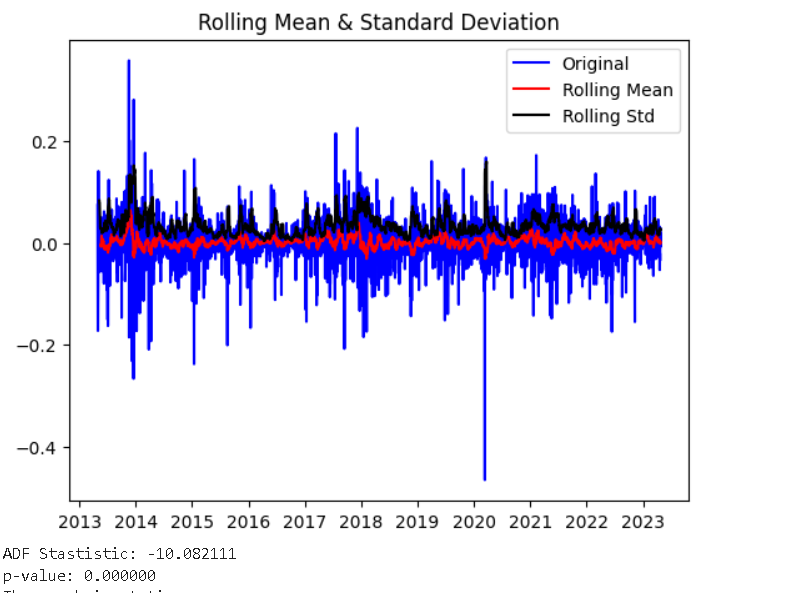 Rolling Mean & Standard Deviation
Original
Rolling Mean
Rolling Std
0.2
0.0
−0.2
−0.4
2013 2014 2015 2016 2017 2018 2019 2020 2021 2022 2023
ADF Stastistic: -10.082111
p-value: 0.000000